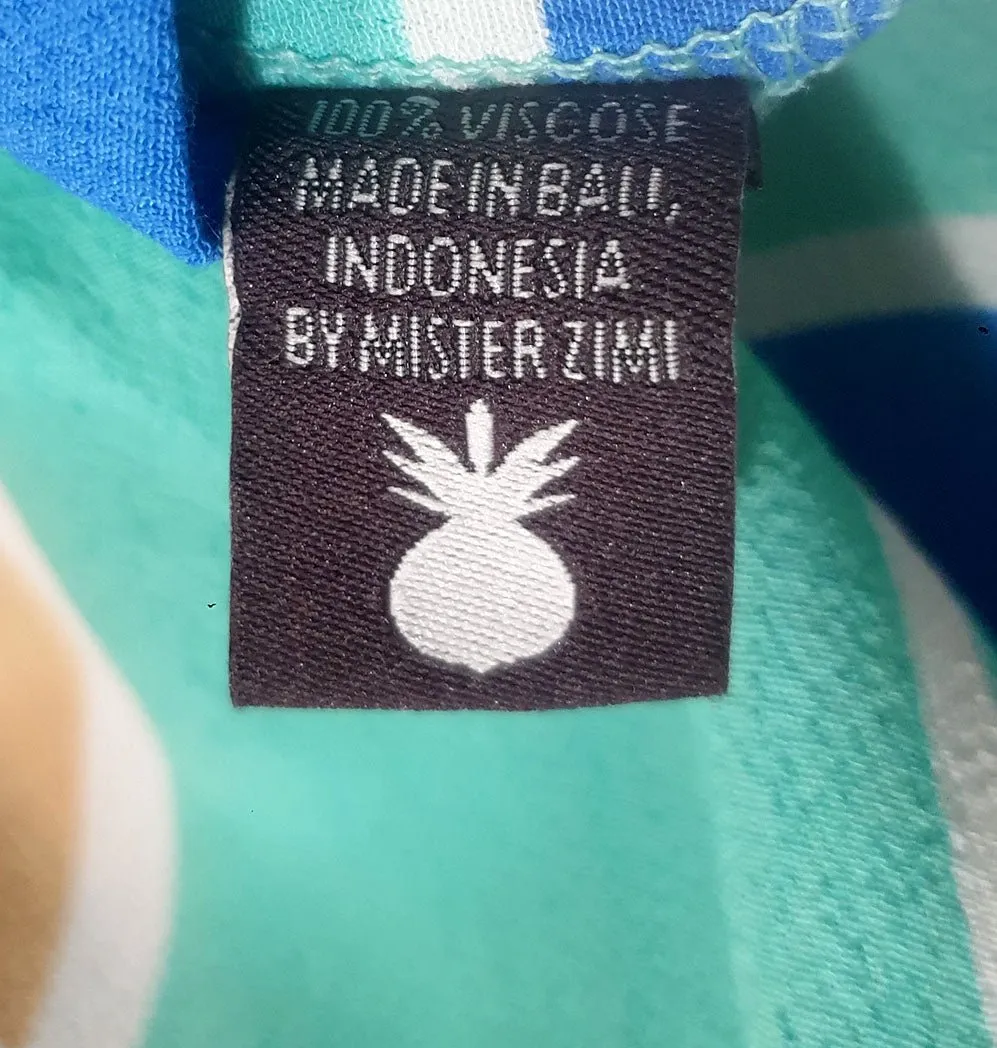 100% VISCOSE
MADE IN BALI,
INDONESIA
BY MISTER ZIMI